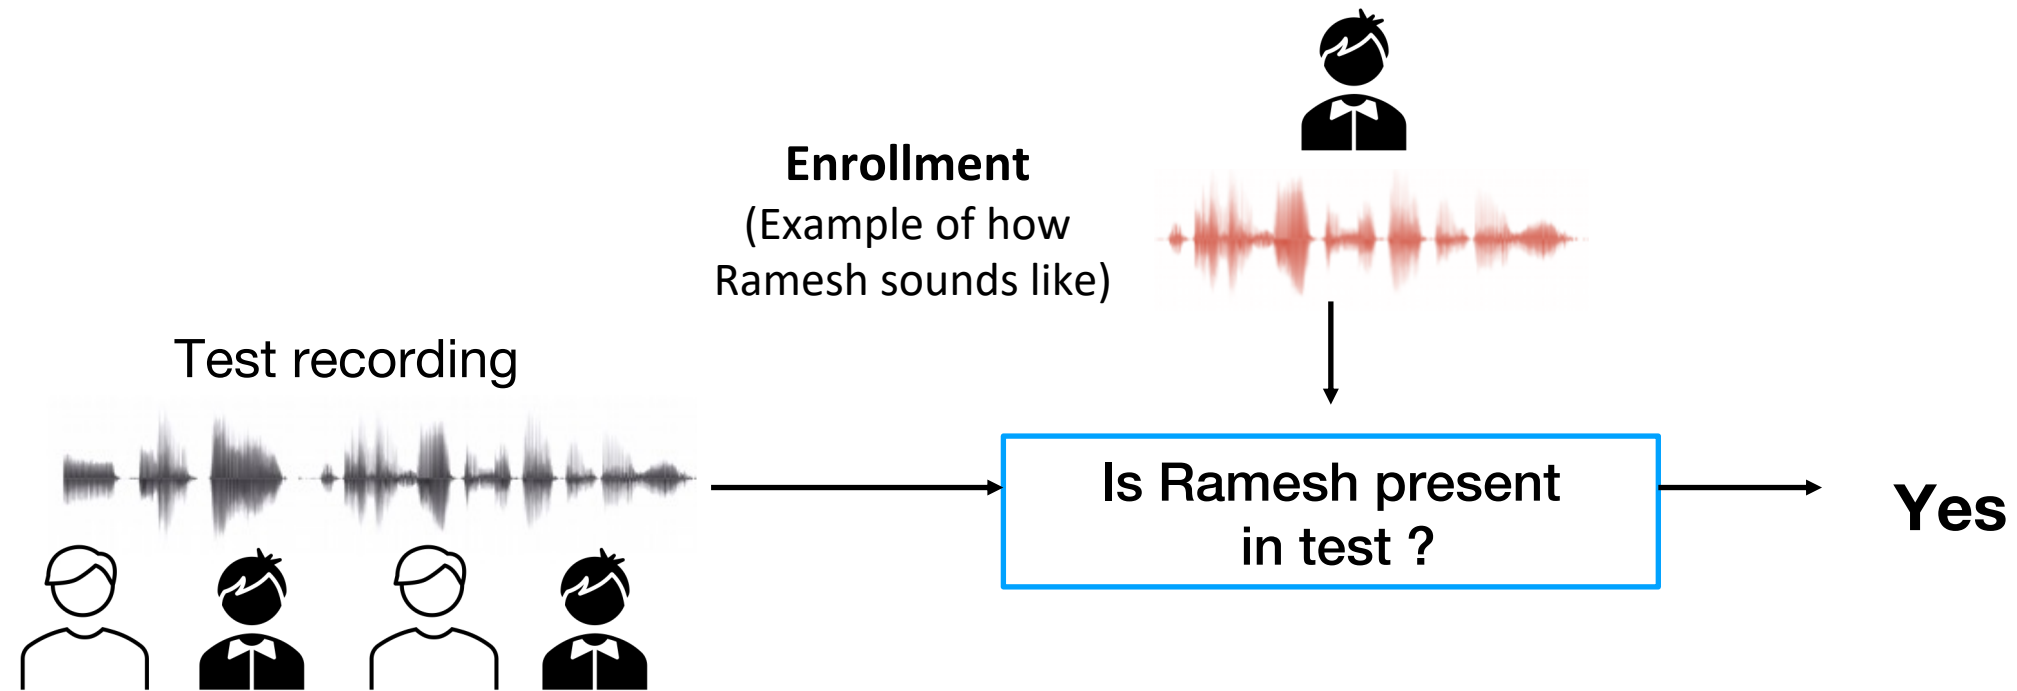 Enrollment
(Example of how
Ramesh sounds like)
Test recording
Is Ramesh present
in test ?
Yes